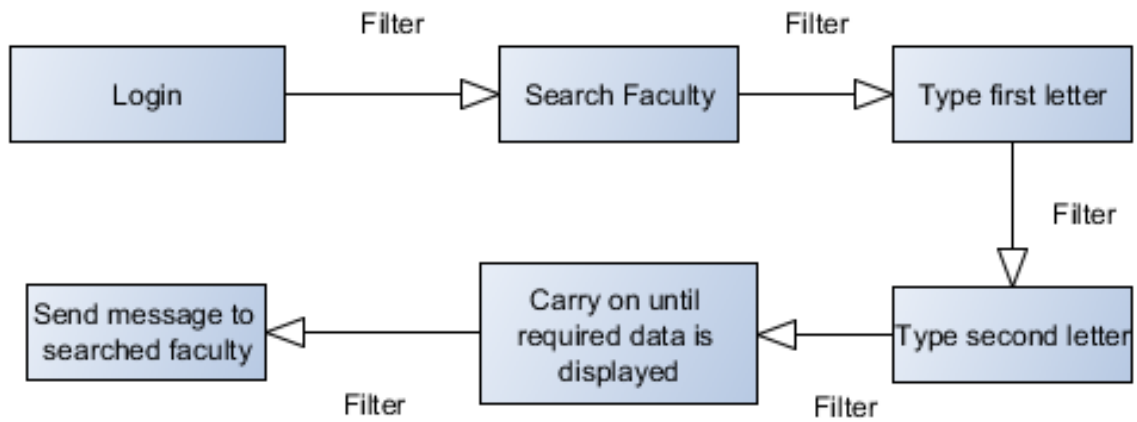 Filter
Filter
Login
Search Faculty
Type first letter
Filter
Send message to
searched faculty
Carry on until
required data is
displayed
Type second letter
Filter
Filter